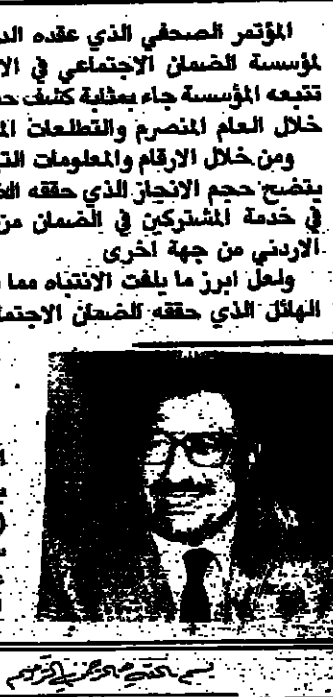 المؤتمر الصحفي الذي عقده
لمؤسسة الضمان الاجتماعي في
تتبعه المؤسسة جاء بمثابة كشف
خلال العام المنصرم والتطلعات
ومن خلال الارقام والمعلومات
يتضح حجم الانجاز الذي حققه
في خدمة المشتركين في الضمان من
الاردني من جهة اخرى
ولعل ابرز ما يلفت الانتباه مما
الهائل الذي حققه الضمان
بسم